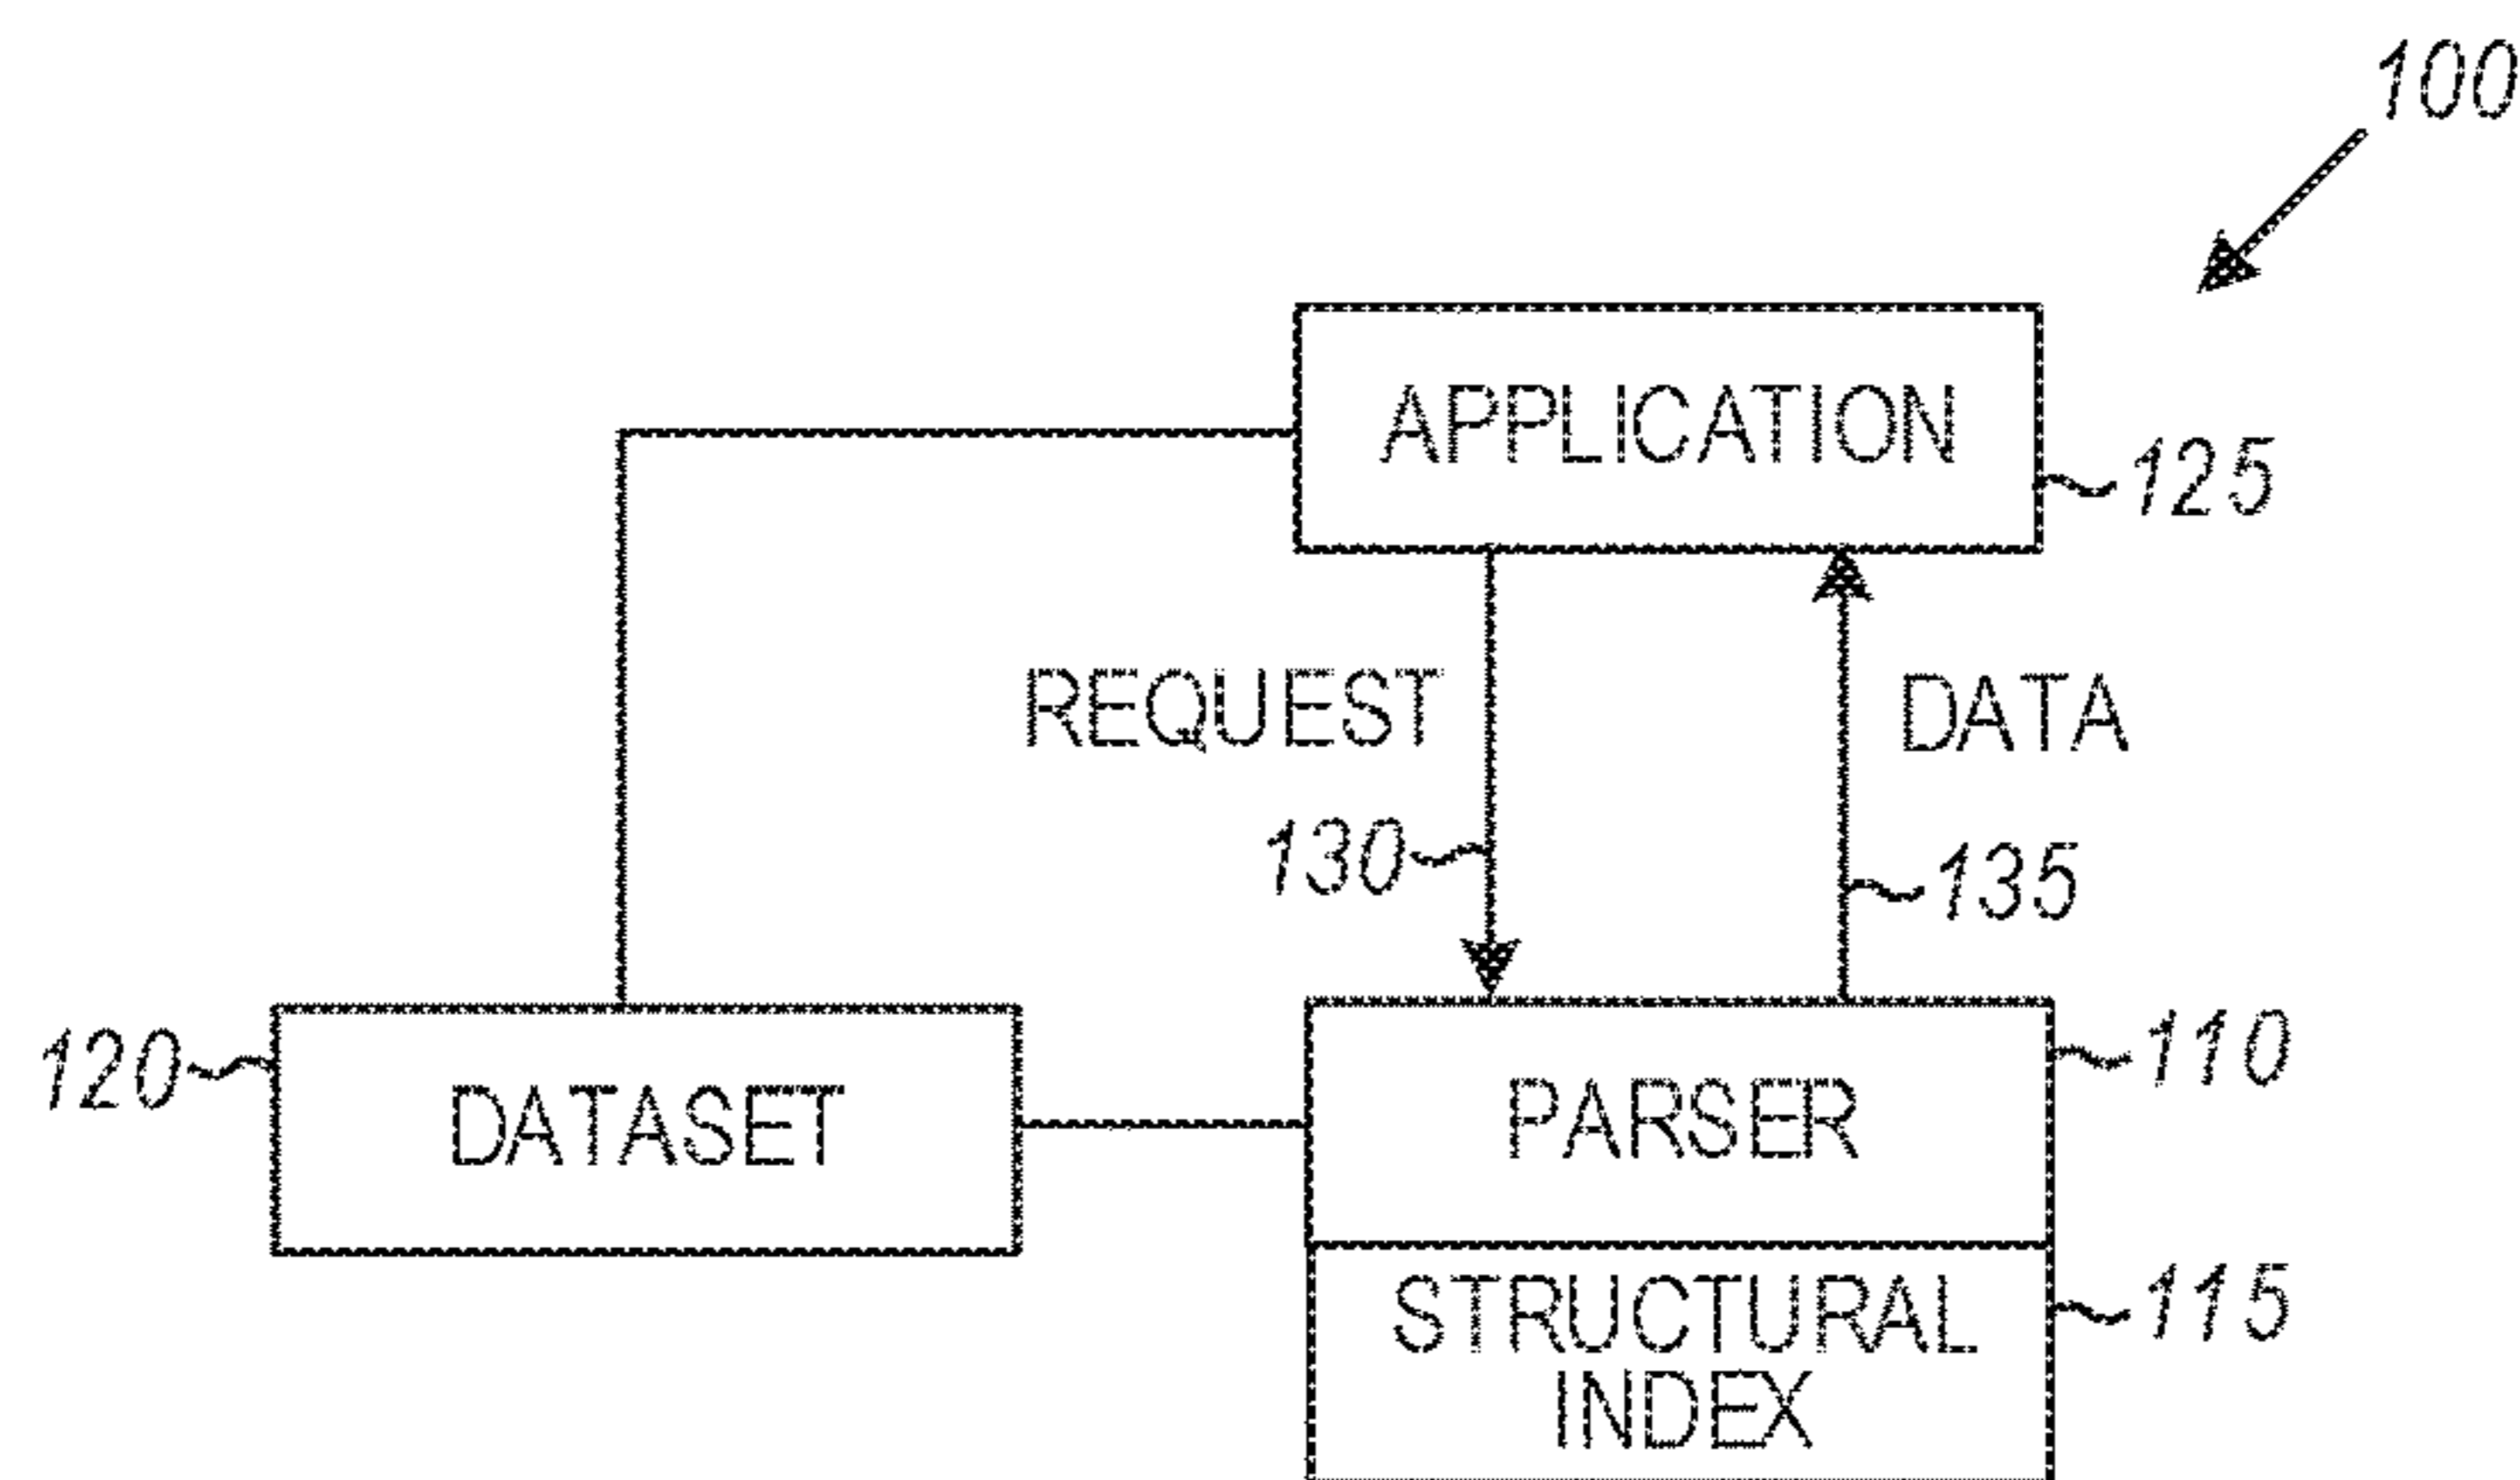 100
APPLICATION
125
REQUEST
DATA
130
135
120
DATASET
PARSER
110
STRUCTURAL
INDEX
115